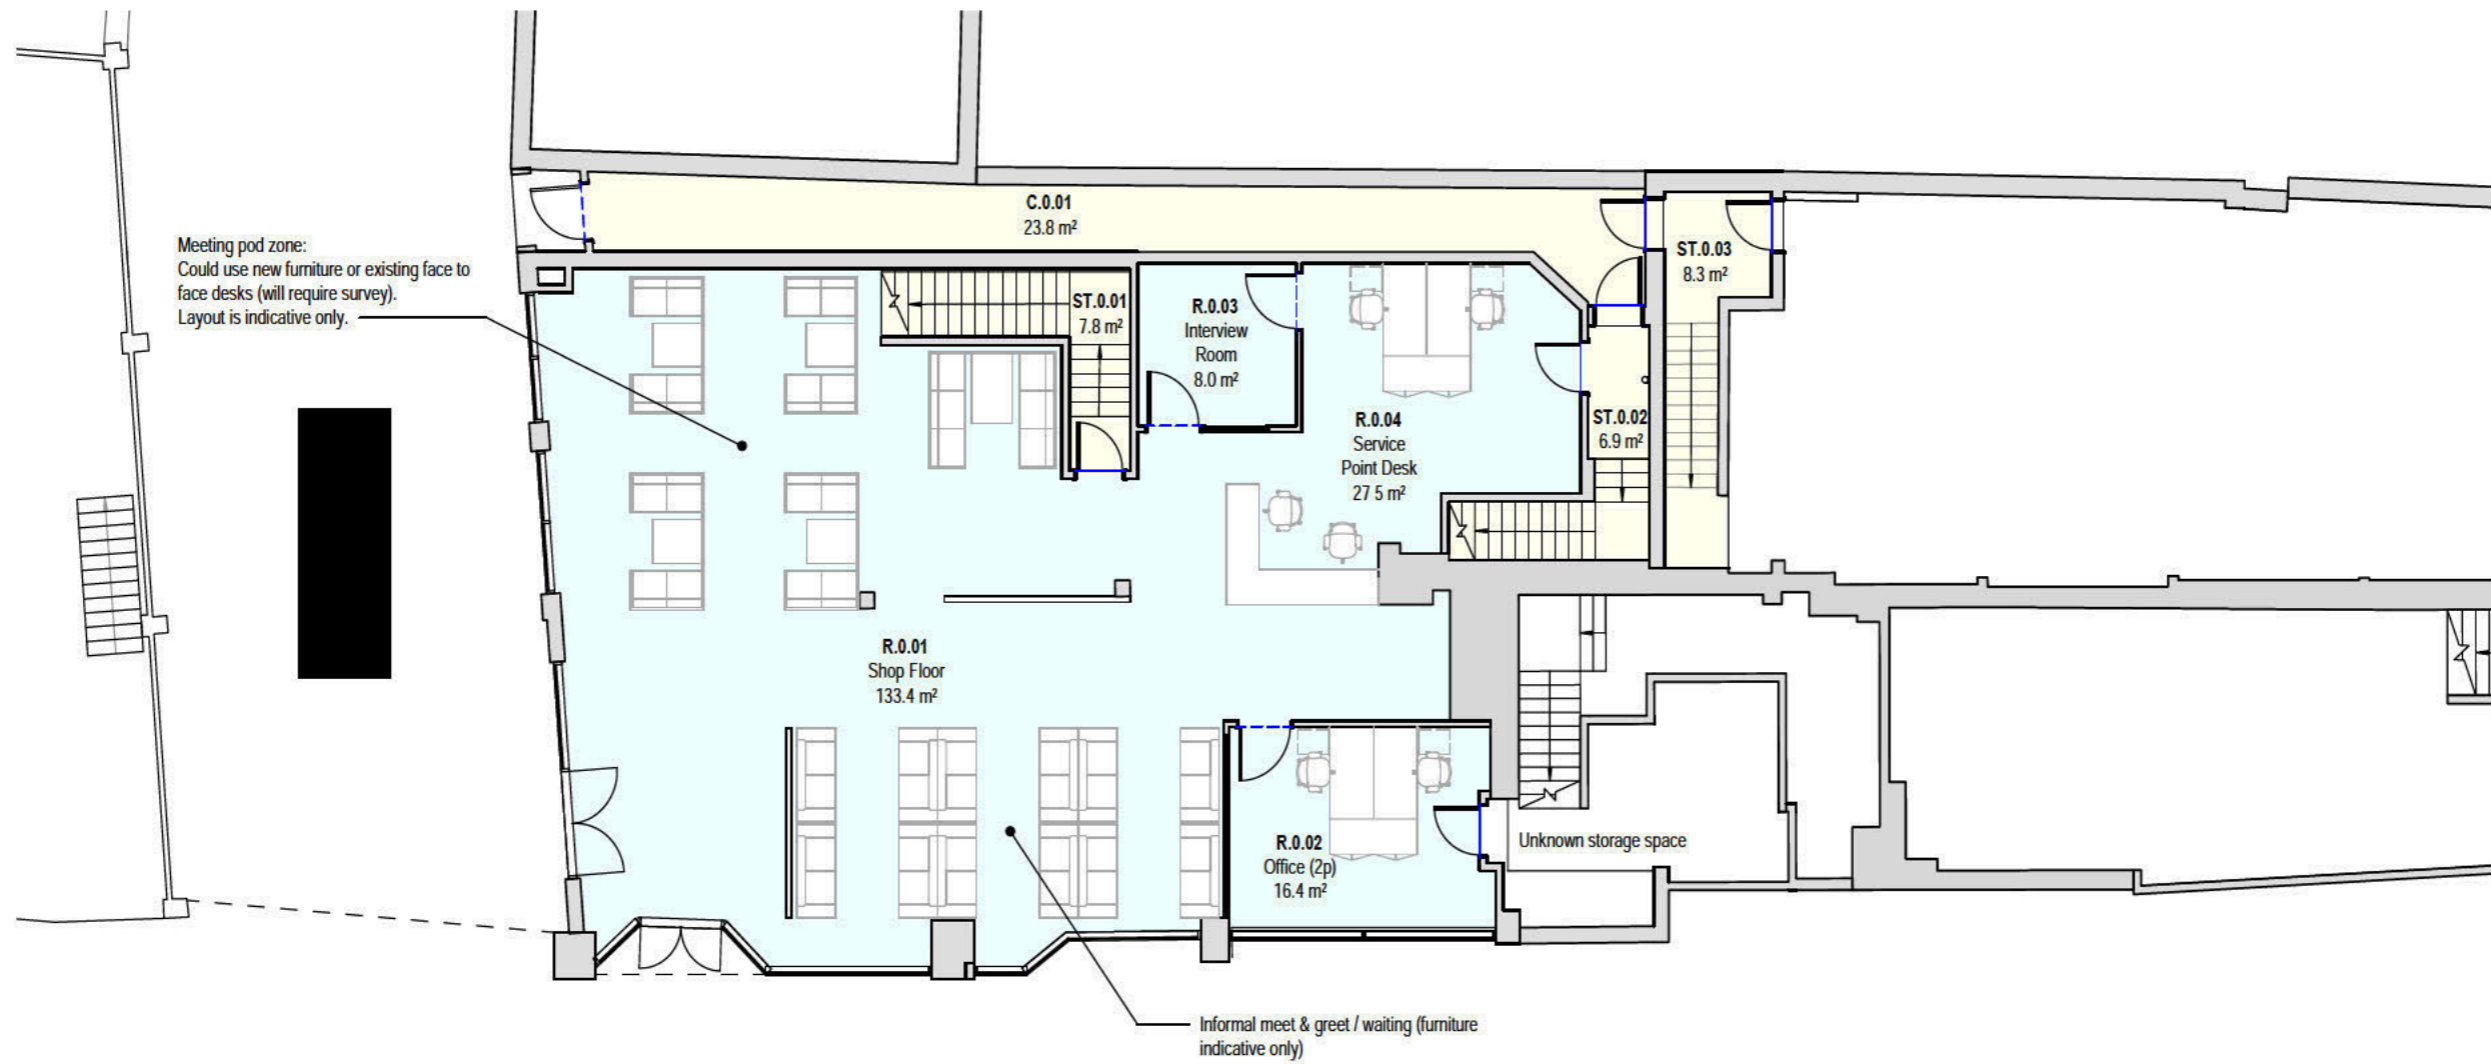 C.0.01
23.8 m²
Meeting pod zone:
Could use new furniture or existing face to
face desks (will require survey).
Layout is indicative only.
ST.0.03
8.3 m²
ST.0.01
7.8 m²
R.0.03
Interview
Room
8.0 m²
R.0.04
Service
Point Desk
27 5 m²
ST.0.02
6.9 m²
R.0.01
Shop Floor
133.4 m²
R.0.02
Office (2p)
16.4 m²
Unknown storage space
Informal meet & greet / waiting (furniture
indicative only)